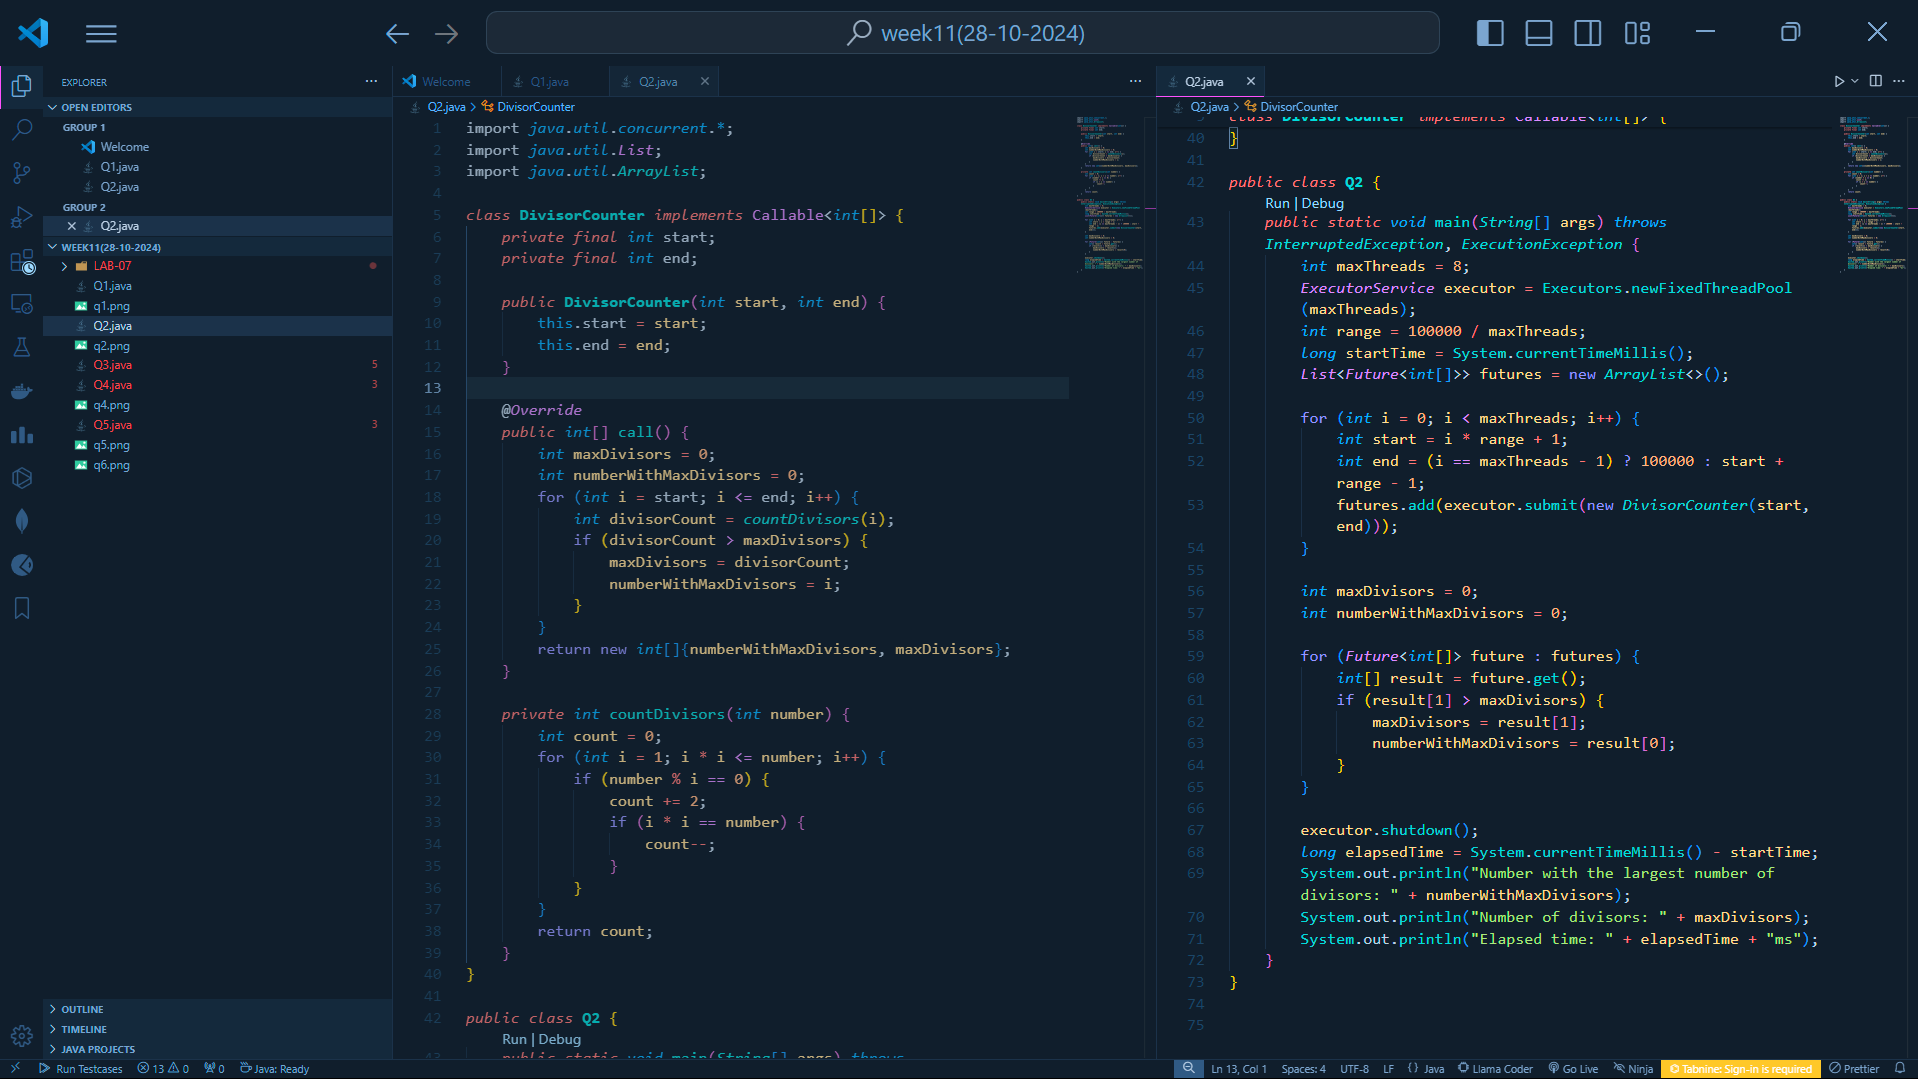 week11(28-10-2024)
EXPLORER
OPEN EDITORS
GROUP 1
Welcome
Q1.java
Q2.java
GROUP 2
Q2.java
WEEK11(28-10-2024)
LAB-07
Q1.java
q1.png
Q2.java
q2.png
Q3.java 5
Q4.java 3
q4.png
Q5.java 3
q5.png
q6.png
OUTLINE
TIMELINE
JAVA PROJECTS
Welcome Q1.java Q2.java
Q2.java > DivisorCounter
1 import java.util.concurrent.*;
2 import java.util.List;
3 import java.util.ArrayList;
4
5 class DivisorCounter implements Callable<int[]> {
6 private final int start;
7 private final int end;
8
9 public DivisorCounter(int start, int end) {
10 this.start = start;
11 this.end = end;
12 }
13
14 @Override
15 public int[] call() {
16 int maxDivisors = 0;
17 int numberWithMaxDivisors = 0;
18 for (int i = start; i <= end; i++) {
19 int divisorCount = countDivisors(i);
20 if (divisorCount > maxDivisors) {
21 maxDivisors = divisorCount;
22 numberWithMaxDivisors = i;
23 }
24 }
25 return new int[]{numberWithMaxDivisors, maxDivisors};
26 }
27
28 private int countDivisors(int number) {
29 int count = 0;
30 for (int i = 1; i * i <= number; i++) {
31 if (number % i == 0) {
32 count += 2;
33 if (i * i == number) {
34 count--;
35 }
36 }
37 }
38 return count;
39 }
40 }
41
42 public class Q2 {
Run | Debug
43 public static void main(String[] args) throws
Q2.java
Q2.java > DivisorCounter
class DivisorCounter implements Callable<int[]> {
40 }
41
42 public class Q2 {
Run | Debug
43 public static void main(String[] args) throws
InterruptedException, ExecutionException {
44 int maxThreads = 8;
45 ExecutorService executor = Executors.newFixedThreadPool
(maxThreads);
46 int range = 100000 / maxThreads;
47 long startTime = System.currentTimeMillis();
48 List<Future<int[]>> futures = new ArrayList<>();
49
50 for (int i = 0; i < maxThreads; i++) {
51 int start = i * range + 1;
52 int end = (i == maxThreads - 1) ? 100000 : start +
range - 1;
53 futures.add(executor.submit(new DivisorCounter(start,
end)));
54 }
55
56 int maxDivisors = 0;
57 int numberWithMaxDivisors = 0;
58
59 for (Future<int[]> future : futures) {
60 int[] result = future.get();
61 if (result[1] > maxDivisors) {
62 maxDivisors = result[1];
63 numberWithMaxDivisors = result[0];
64 }
65 }
66
67 executor.shutdown();
68 long elapsedTime = System.currentTimeMillis() - startTime;
69 System.out.println("Number with the largest number of
divisors: " + numberWithMaxDivisors);
70 System.out.println("Number of divisors: " + maxDivisors);
71 System.out.println("Elapsed time: " + elapsedTime + "ms");
72 }
73 }
74
75
Run Testcases 13 0 0 Java: Ready Ln 13, Col 1 Spaces: 4 UTF-8 LF {} Java Llama Coder Go Live Ninja Tabnine: Sign-in is required Prettier